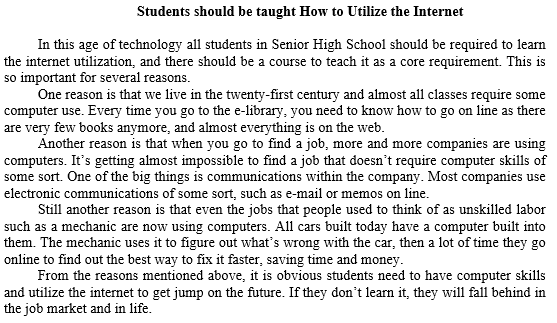 Students should be taught How to Utilize the Internet
In this age of technology all students in Senior High School should be required to learn
the internet utilization, and there should be a course to teach it as a core requirement. This is
so important for several reasons.
One reason is that we live in the twenty-first century and almost all classes require some
computer use. Every time you go to the e-library, you need to know how to go on line as there
are very few books anymore, and almost everything is on the web.
Another reason is that when you go to find a job, more and more companies are using
computers. It's getting almost impossible to find a job that doesn't require computer skills of
some sort. One of the big things is communications within the company. Most companies use
electronic communications of some sort, such as e-mail or memos on line.
Still another reason is that even the jobs that people used to think of as unskilled labor
such as a mechanic are now using computers. All cars built today have a computer built into
them. The mechanic uses it to figure out what's wrong with the car, then a lot of time they go
online to find out the best way to fix it faster, saving time and money.
From the reasons mentioned above, it is obvious students need to have computer skills
and utilize the internet to get jump on the future. If they don't learn it, they will fall behind in
the job market and in life.